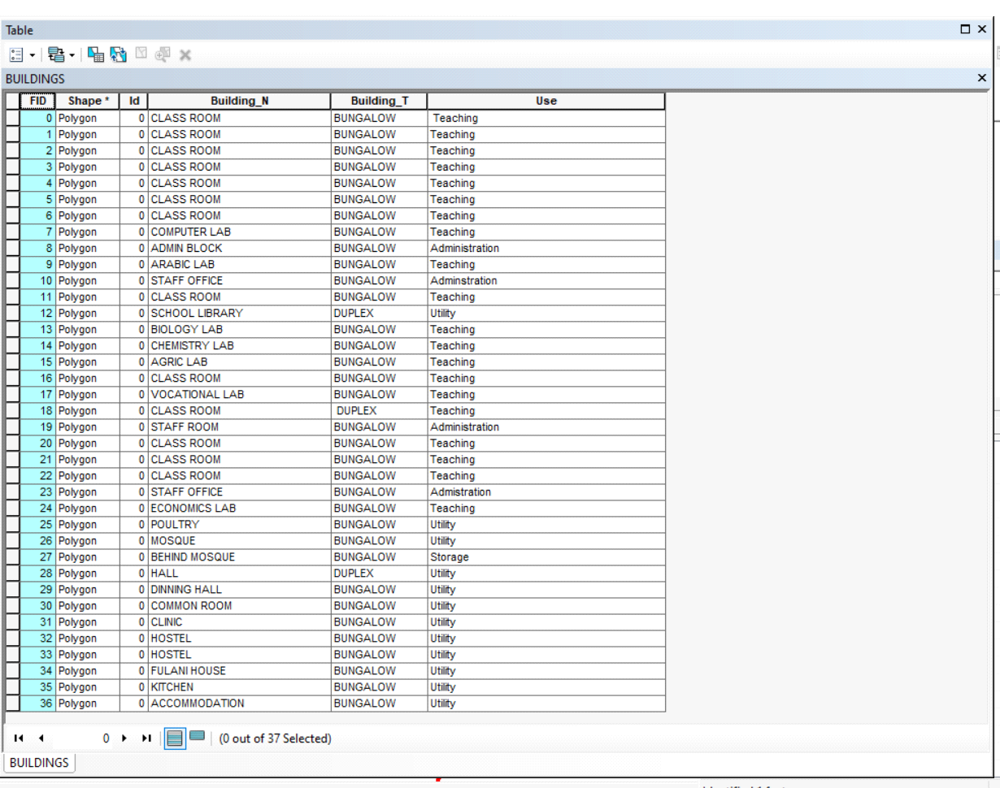 Table
BUILDINGS
FID Shape * Id Building_N Building_T Use
0 Polygon 0 CLASS ROOM BUNGALOW Teaching
1 Polygon 0 CLASS ROOM BUNGALOW Teaching
2 Polygon 0 CLASS ROOM BUNGALOW Teaching
3 Polygon 0 CLASS ROOM BUNGALOW Teaching
4 Polygon 0 CLASS ROOM BUNGALOW Teaching
5 Polygon 0 CLASS ROOM BUNGALOW Teaching
6 Polygon 0 CLASS ROOM BUNGALOW Teaching
7 Polygon 0 COMPUTER LAB BUNGALOW Teaching
8 Polygon 0 ADMIN BLOCK BUNGALOW Administration
9 Polygon 0 ARABIC LAB BUNGALOW Teaching
10 Polygon 0 STAFF OFFICE BUNGALOW Adminstration
11 Polygon 0 CLASS ROOM BUNGALOW Teaching
12 Polygon 0 SCHOOL LIBRARY DUPLEX Utility
13 Polygon 0 BIOLOGY LAB BUNGALOW Teaching
14 Polygon 0 CHEMISTRY LAB BUNGALOW Teaching
15 Polygon 0 AGRIC LAB BUNGALOW Teaching
16 Polygon 0 CLASS ROOM BUNGALOW Teaching
17 Polygon 0 VOCATIONAL LAB BUNGALOW Teaching
18 Polygon 0 CLASS ROOM DUPLEX Teaching
19 Polygon 0 STAFF ROOM BUNGALOW Administration
20 Polygon 0 CLASS ROOM BUNGALOW Teaching
21 Polygon 0 CLASS ROOM BUNGALOW Teaching
22 Polygon 0 CLASS ROOM BUNGALOW Teaching
23 Polygon 0 STAFF OFFICE BUNGALOW Admistration
24 Polygon 0 ECONOMICS LAB BUNGALOW Teaching
25 Polygon 0 POULTRY BUNGALOW Utility
26 Polygon 0 MOSQUE BUNGALOW Utility
27 Polygon 0 BEHIND MOSQUE BUNGALOW Storage
28 Polygon 0 HALL DUPLEX Utility
29 Polygon 0 DINNING HALL BUNGALOW Utility
30 Polygon 0 COMMON ROOM BUNGALOW Utility
31 Polygon 0 CLINIC BUNGALOW Utility
32 Polygon 0 HOSTEL BUNGALOW Utility
33 Polygon 0 HOSTEL BUNGALOW Utility
34 Polygon 0 FULANI HOUSE BUNGALOW Utility
35 Polygon 0 KITCHEN BUNGALOW Utility
36 Polygon 0 ACCOMMODATION BUNGALOW Utility
0 (0 out of 37 Selected)
BUILDINGS